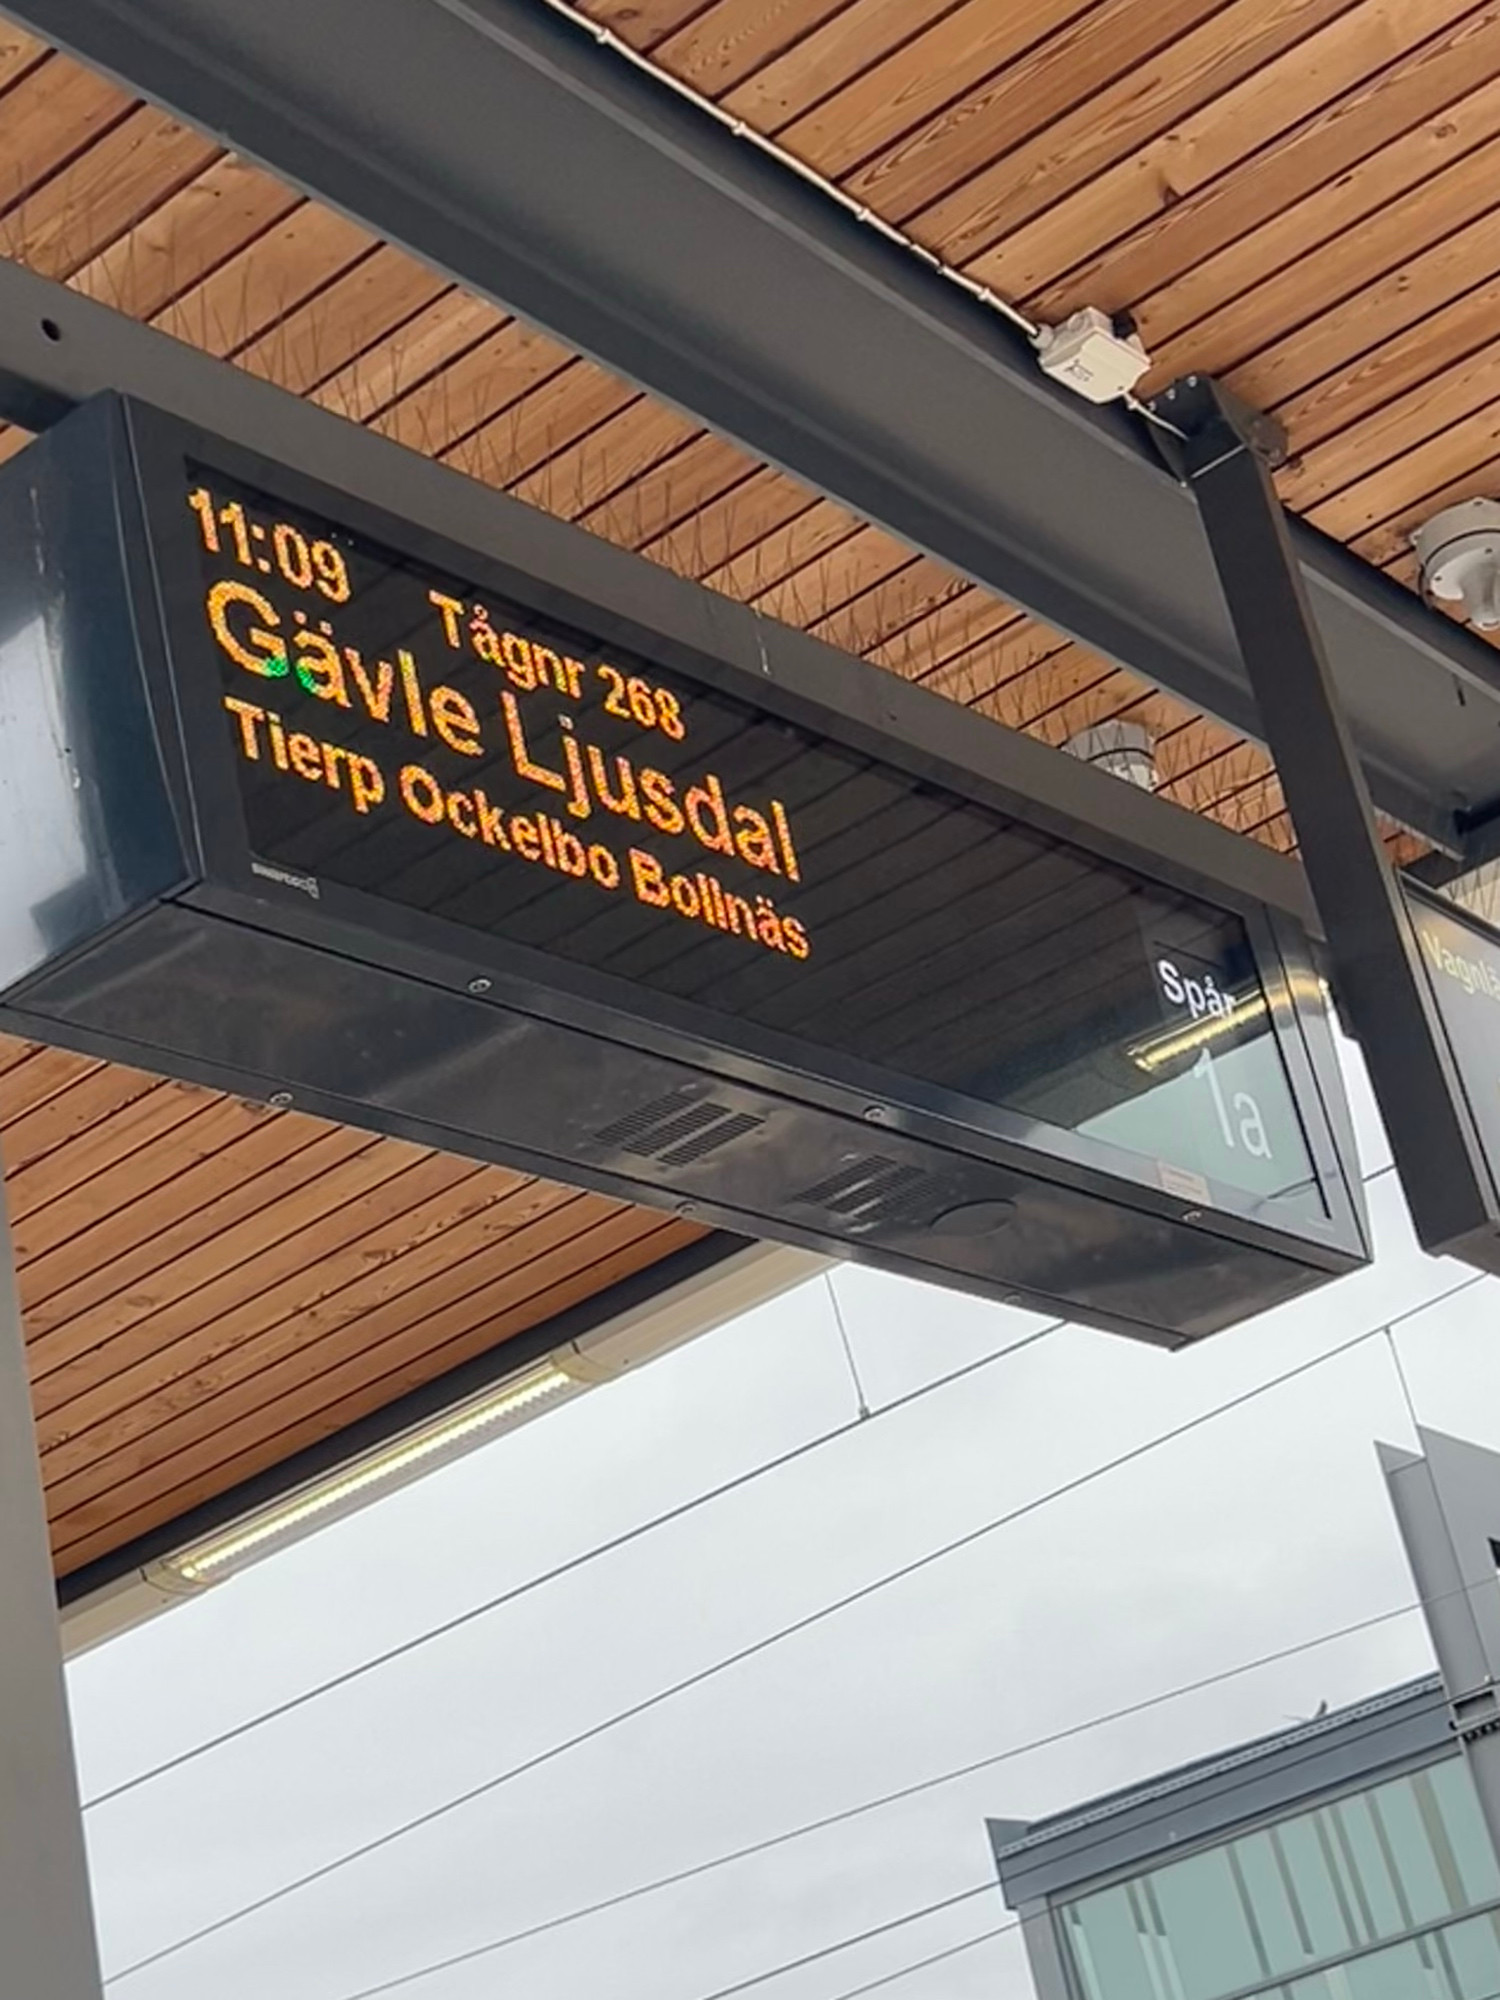 11:09 Tågnr 268
Gävle Ljusdal
Tierp Ockelbo Bollnäs
Spår
1a